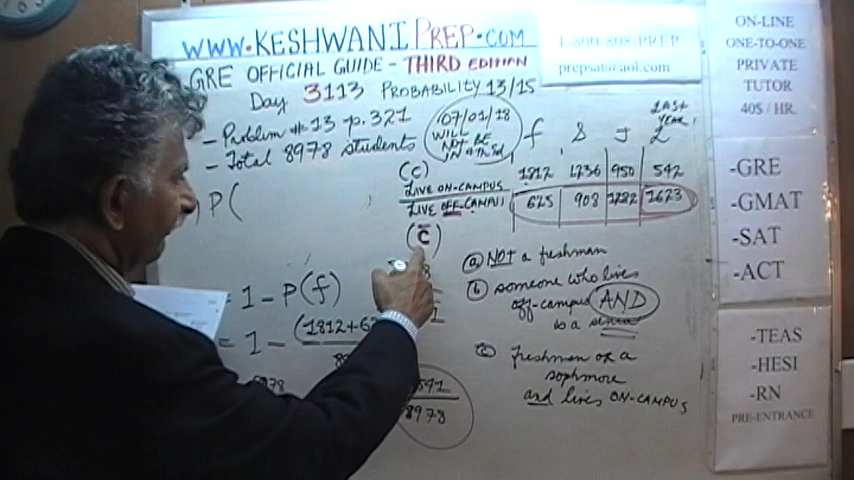 WWW.KESHWANIPREP.COM
1-800-808-PREP
prepsat@aol.com
GRE OFFICIAL GUIDE - THIRD EDITION
Day 3113 PROBABILITY 13/15
- Problem #13 p.321
- Total 8978 students
07/01/18
WILL
NOT BE
f S J L
LAST
YEAR
(C)
LIVE ON-CAMPUS 1812 1236 950 542
LIVE OFF-CAMPUS 625 908 1282 1623
(C̅)
P(
= 1 - P(f)
= 1 - (1812+6
8978
(a) NOT a freshman
(b) someone who lives
off-campus AND
is a senior
(c) freshman or a
sophmore
and lives ON-CAMPUS
ON-LINE
ONE-TO-ONE
PRIVATE
TUTOR
40$ / HR.
-GRE
-GMAT
-SAT
-ACT
-TEAS
-HESI
-RN
PRE-ENTRANCE